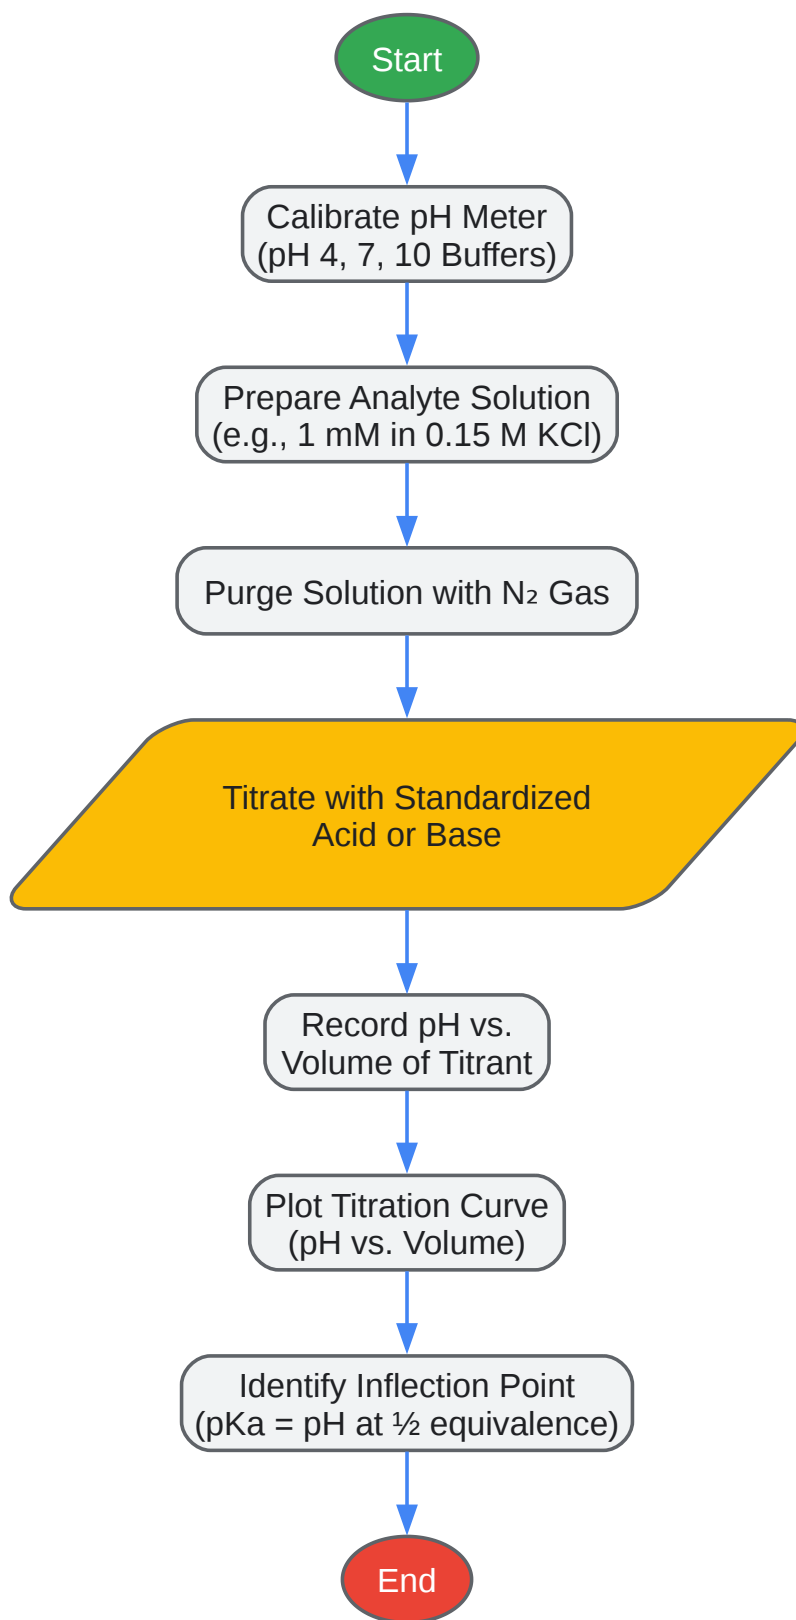 Start
Calibrate pH Meter
(pH 4, 7, 10 Buffers)
Prepare Analyte Solution
(e.g., 1 mM in 0.15 M KCl)
Purge Solution with N₂ Gas
Titrate with Standardized
Acid or Base
Record pH vs.
Volume of Titrant
Plot Titration Curve
(pH vs. Volume)
Identify Inflection Point
(pKa = pH at ½ equivalence)
End